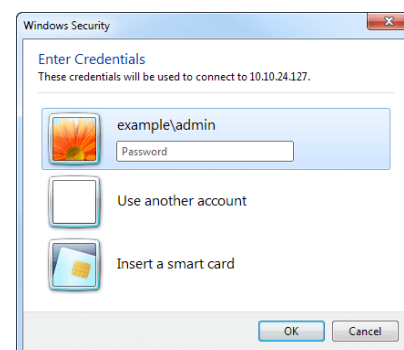 Windows Security
Enter Credentials
These credentials will be used to connect to 10.10.24.127.
example\admin
Password
Use another account
Insert a smart card
OK
Cancel